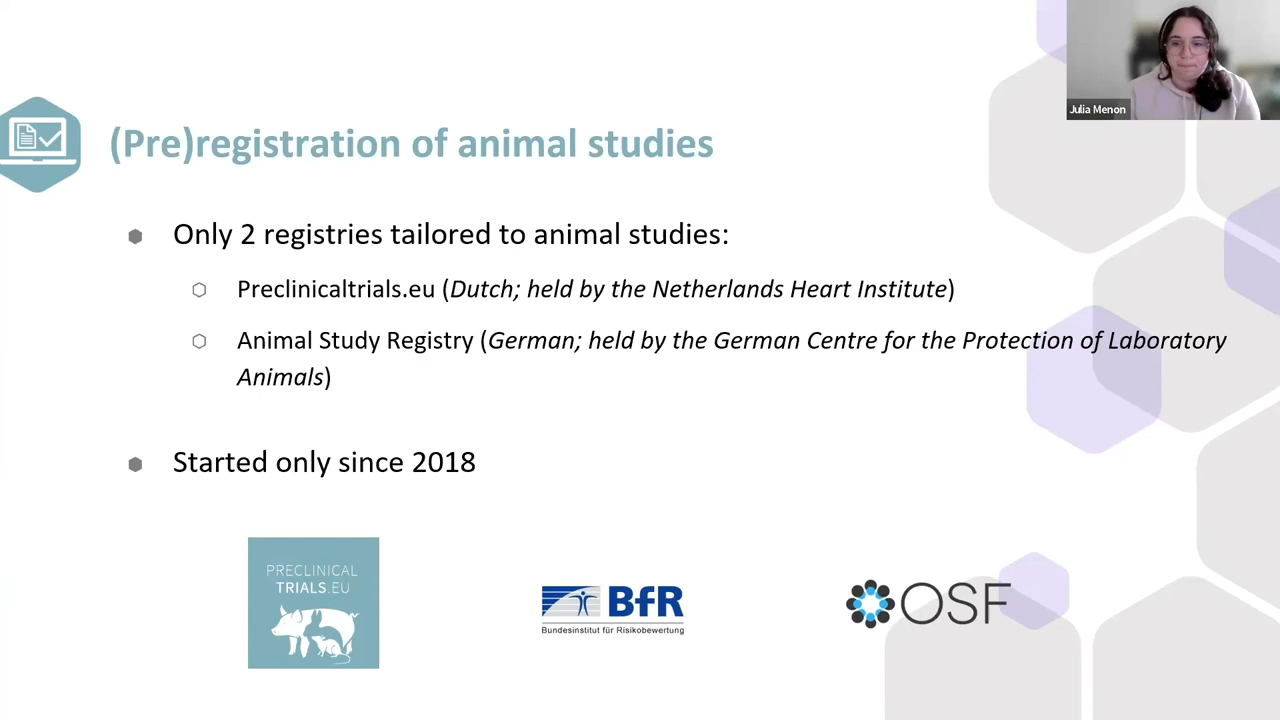 Julia Menon
(Pre)registration of animal studies
Only 2 registries tailored to animal studies:
Preclinicaltrials.eu (Dutch; held by the Netherlands Heart Institute)
Animal Study Registry (German; held by the German Centre for the Protection of Laboratory
Animals)
Started only since 2018
PRECLINICAL
TRIALS.EU
BfR
Bundesinstitut für Risikobewertung
OSF